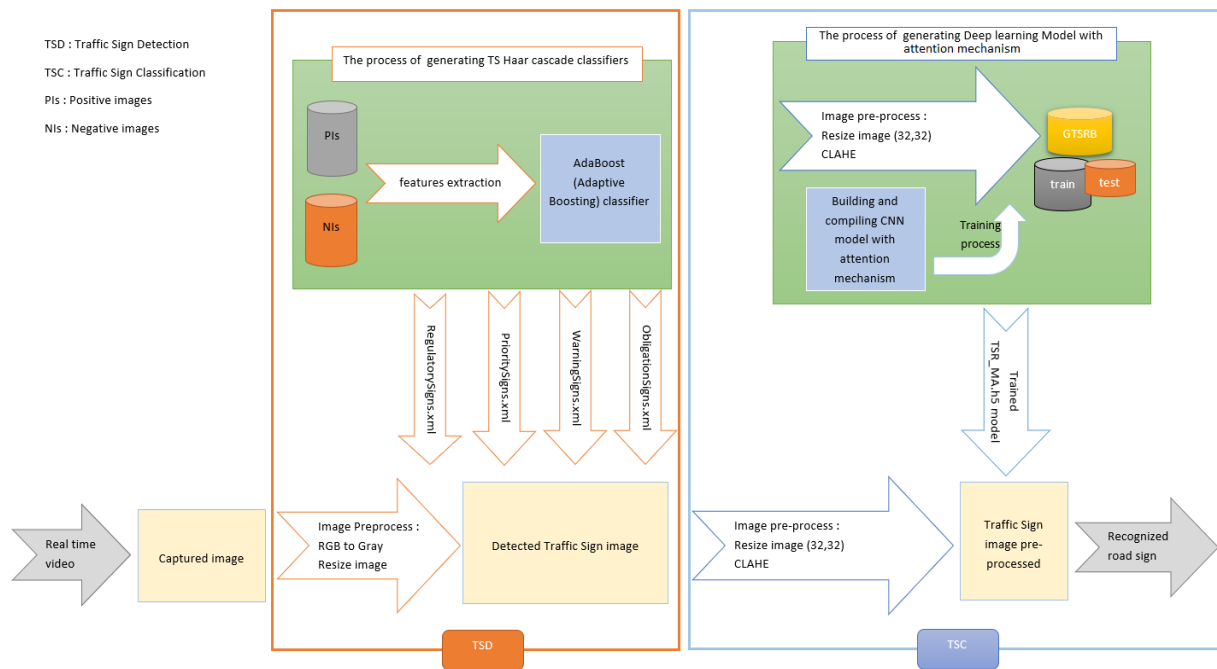 TSD : Traffic Sign Detection
TSC : Traffic Sign Classification
PIs : Positive images
NIs : Negative images
The process of generating TS Haar cascade classifiers
PIs
NIs
features extraction
AdaBoost
(Adaptive
Boosting) classifier
RegulatorySigns.xml
PrioritySigns.xml
WarningSigns.xml
ObligationSigns.xml
The process of generating Deep learning Model with
attention mechanism
Image pre-process :
Resize image (32,32)
CLAHE
GTSRB
train
test
Building and
compiling CNN
model with
attention
mechanism
Training
process
Trained
TSR_MA.h5 model
Real time
video
Captured image
Image Preprocess :
RGB to Gray
Resize image
Detected Traffic Sign image
Image pre-process :
Resize image (32,32)
CLAHE
Traffic Sign
image pre-
processed
Recognized
road sign
TSD
TSC